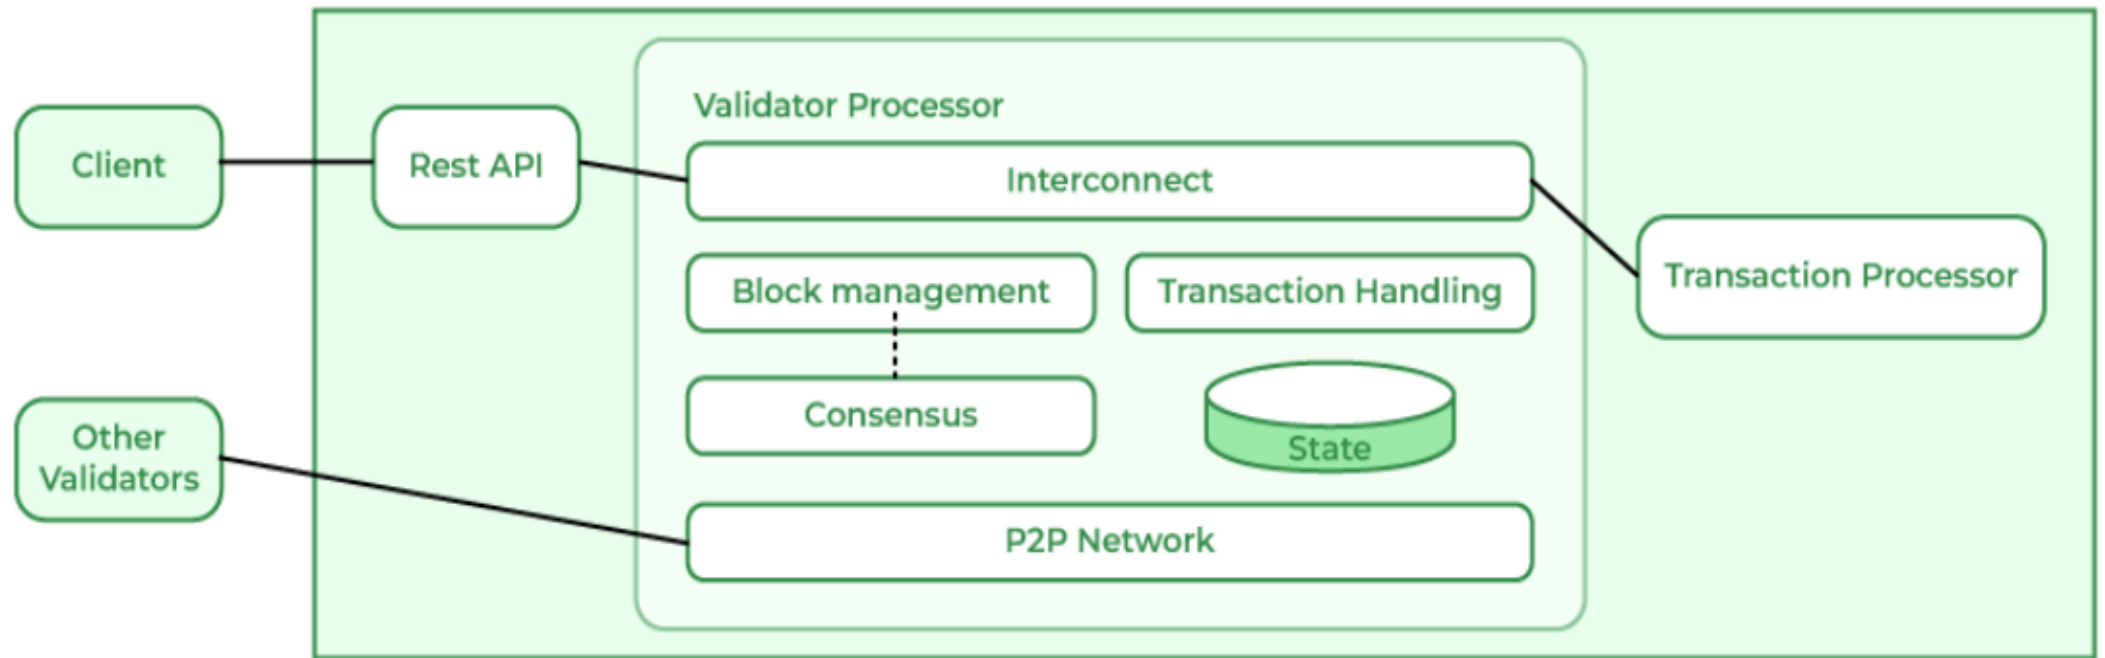 Validator Processor
Client
Rest API
Interconnect
Block management
Transaction Handling
Transaction Processor
Consensus
Other
Validators
State
P2P Network